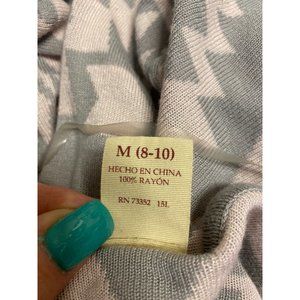 M (8-10)
HECHO EN CHINA
100% RAYÓN
RN 73352 15L